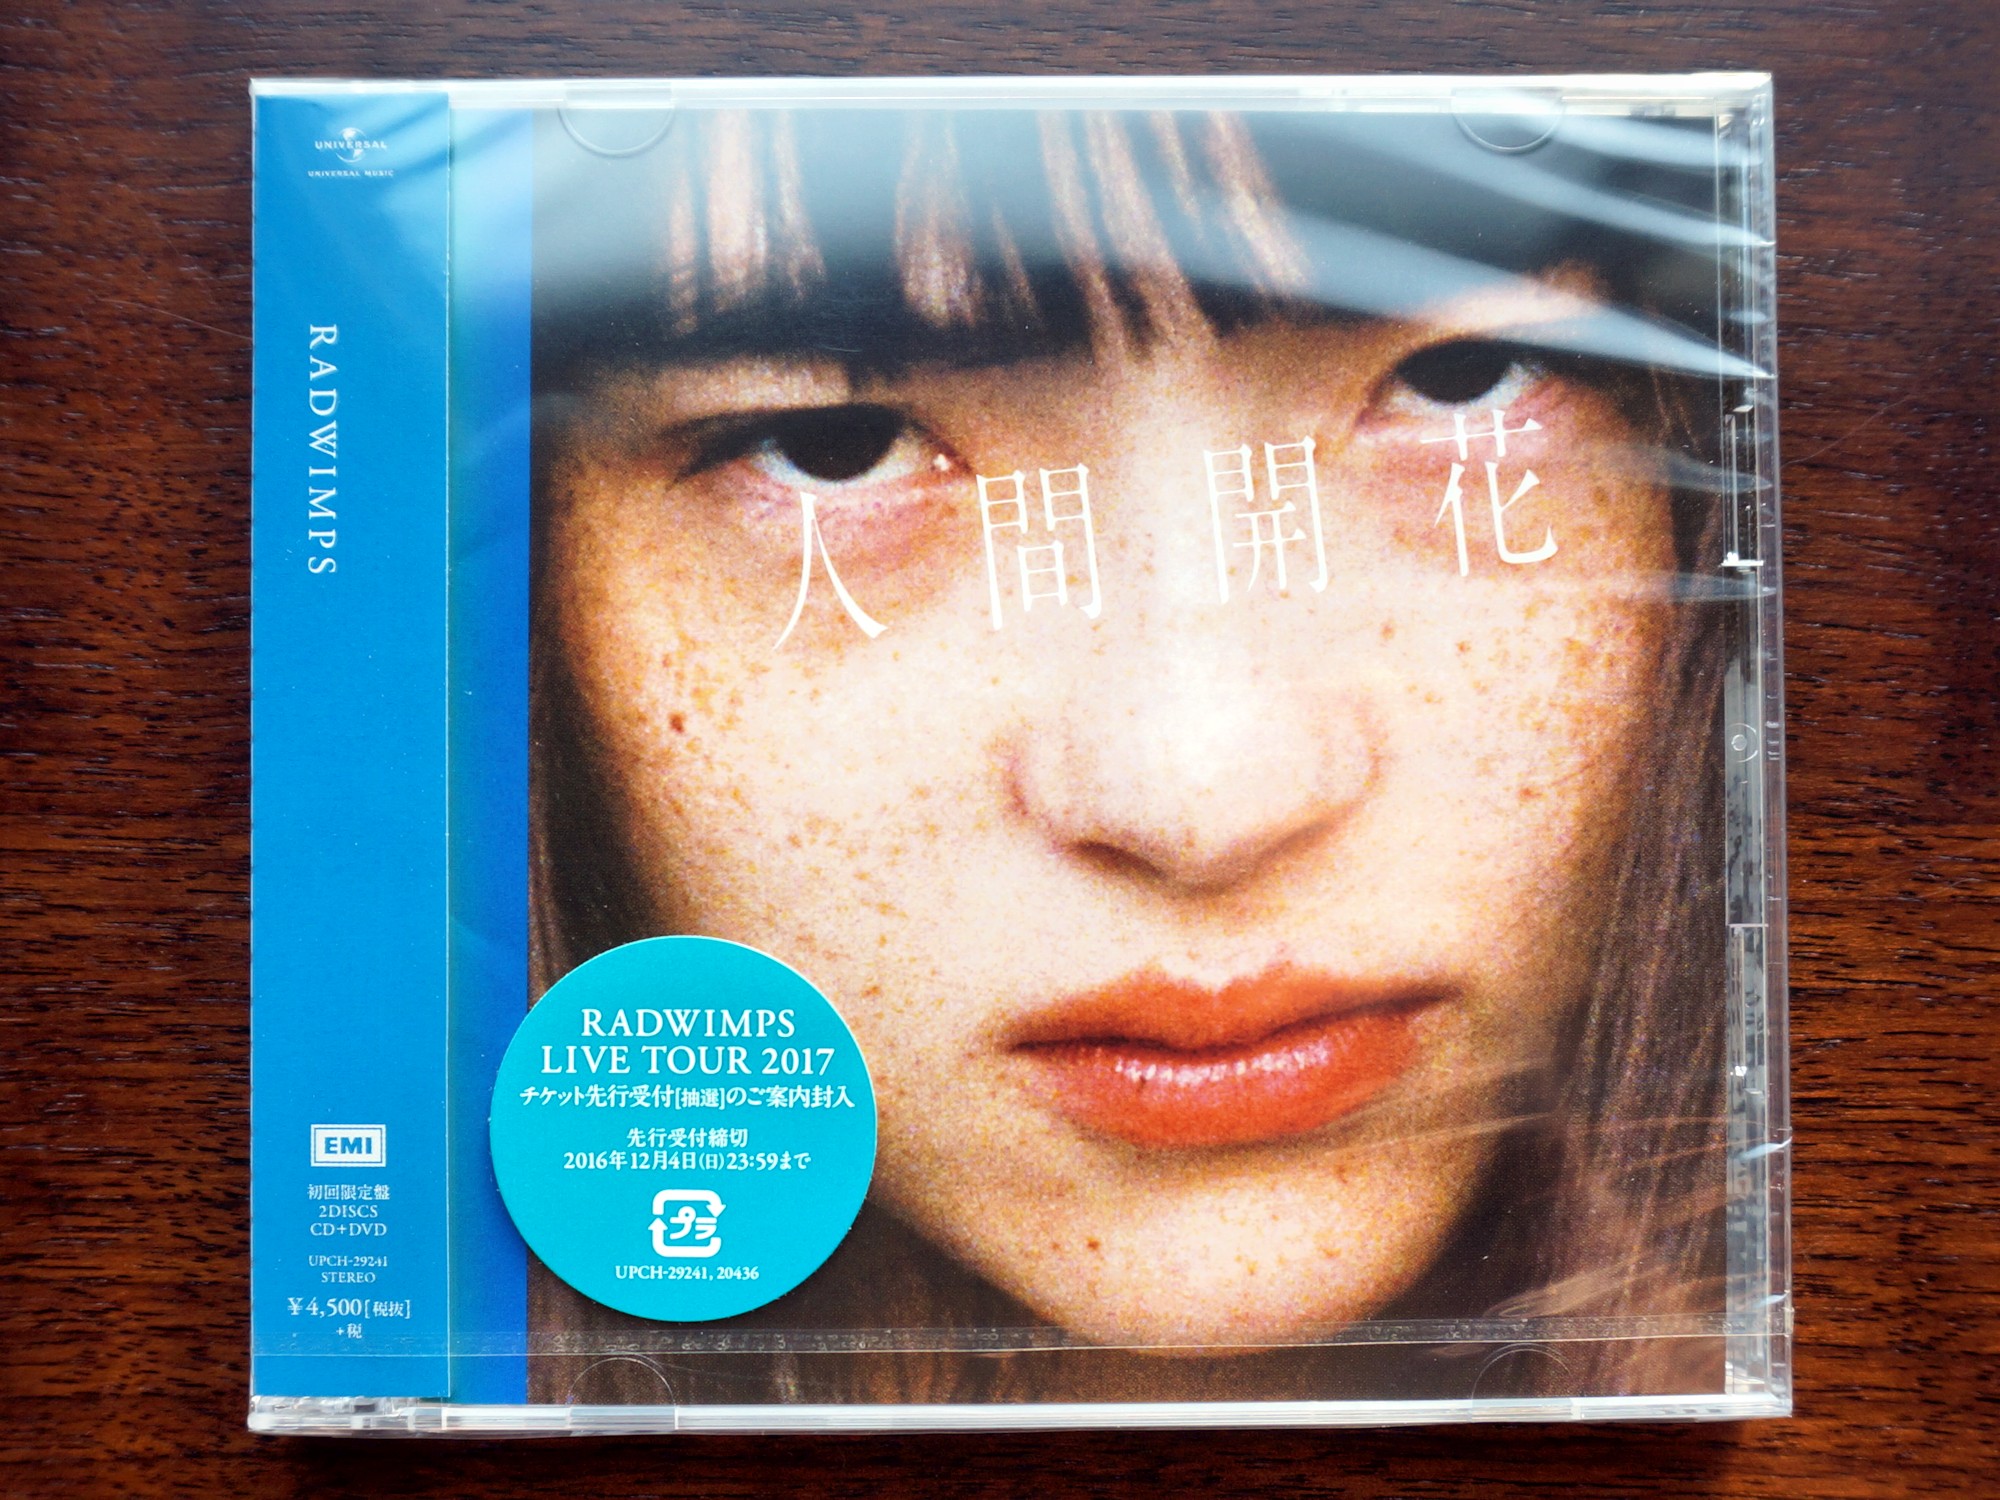 UNIVERSAL
UNIVERSAL MUSIC
RADWIMPS
EMI
初回限定盤
2DISCS
CD+DVD
UPCH-29241
STEREO
¥4,500[税抜]
+税
人間開花
RADWIMPS
LIVE TOUR 2017
チケット先行受付[抽選]のご案内封入
先行受付締切
2016年12月4日(日)23:59まで
プラ
UPCH-29241, 20436